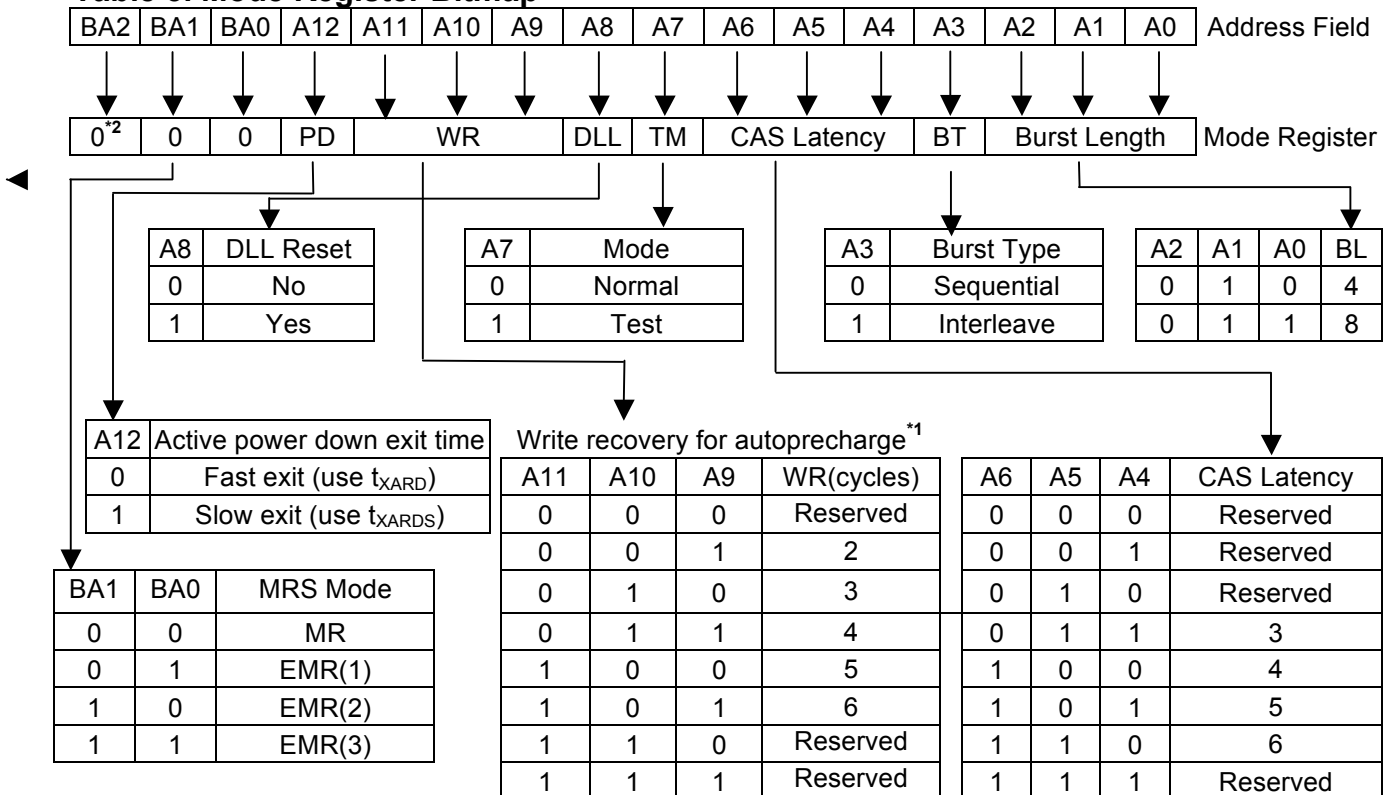 BA2 BA1 BA0 A12 A11 A10 A9 A8 A7 A6 A5 A4 A3 A2 A1 A0 Address Field
0*2 0 0 PD WR DLL TM CAS Latency BT Burst Length Mode Register
A8 DLL Reset
0 No
1 Yes
A7 Mode
0 Normal
1 Test
A3 Burst Type
0 Sequential
1 Interleave
A2 A1 A0 BL
0 1 0 4
0 1 1 8
A12 Active power down exit time
0 Fast exit (use tXARD)
1 Slow exit (use tXARDS)
BA1 BA0 MRS Mode
0 0 MR
0 1 EMR(1)
1 0 EMR(2)
1 1 EMR(3)
Write recovery for autoprecharge*1
A11 A10 A9 WR(cycles)
0 0 0 Reserved
0 0 1 2
0 1 0 3
0 1 1 4
1 0 0 5
1 0 1 6
1 1 0 Reserved
1 1 1 Reserved
A6 A5 A4 CAS Latency
0 0 0 Reserved
0 0 1 Reserved
0 1 0 Reserved
0 1 1 3
1 0 0 4
1 0 1 5
1 1 0 6
1 1 1 Reserved